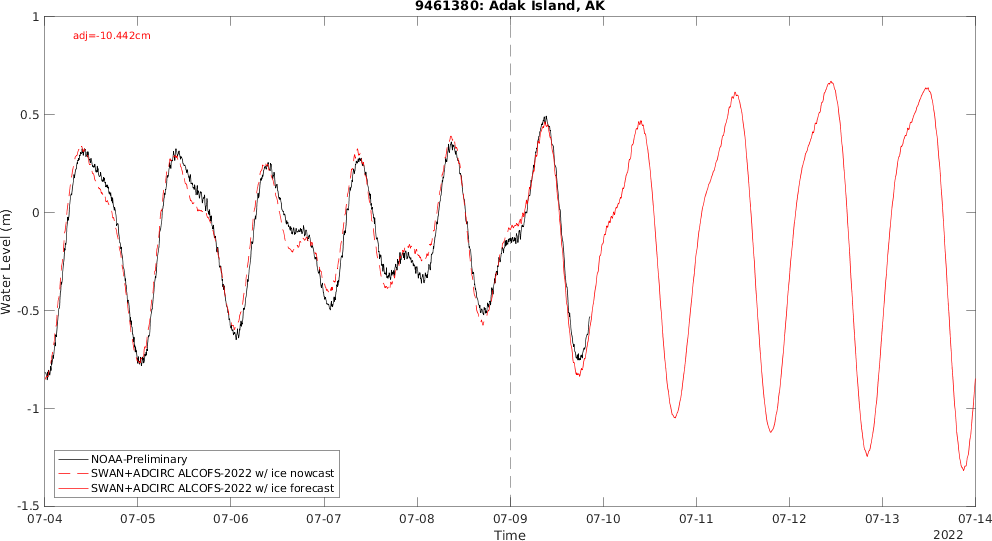 9461380: Adak Island, AK
adj=-10.442cm
1
0.5
0
-0.5
-1
-1.5
Water Level (m)
NOAA-Preliminary
SWAN+ADCIRC ALCOFS-2022 w/ ice nowcast
SWAN+ADCIRC ALCOFS-2022 w/ ice forecast
07-04 07-05 07-06 07-07 07-08 07-09 07-10 07-11 07-12 07-13 07-14
Time
2022